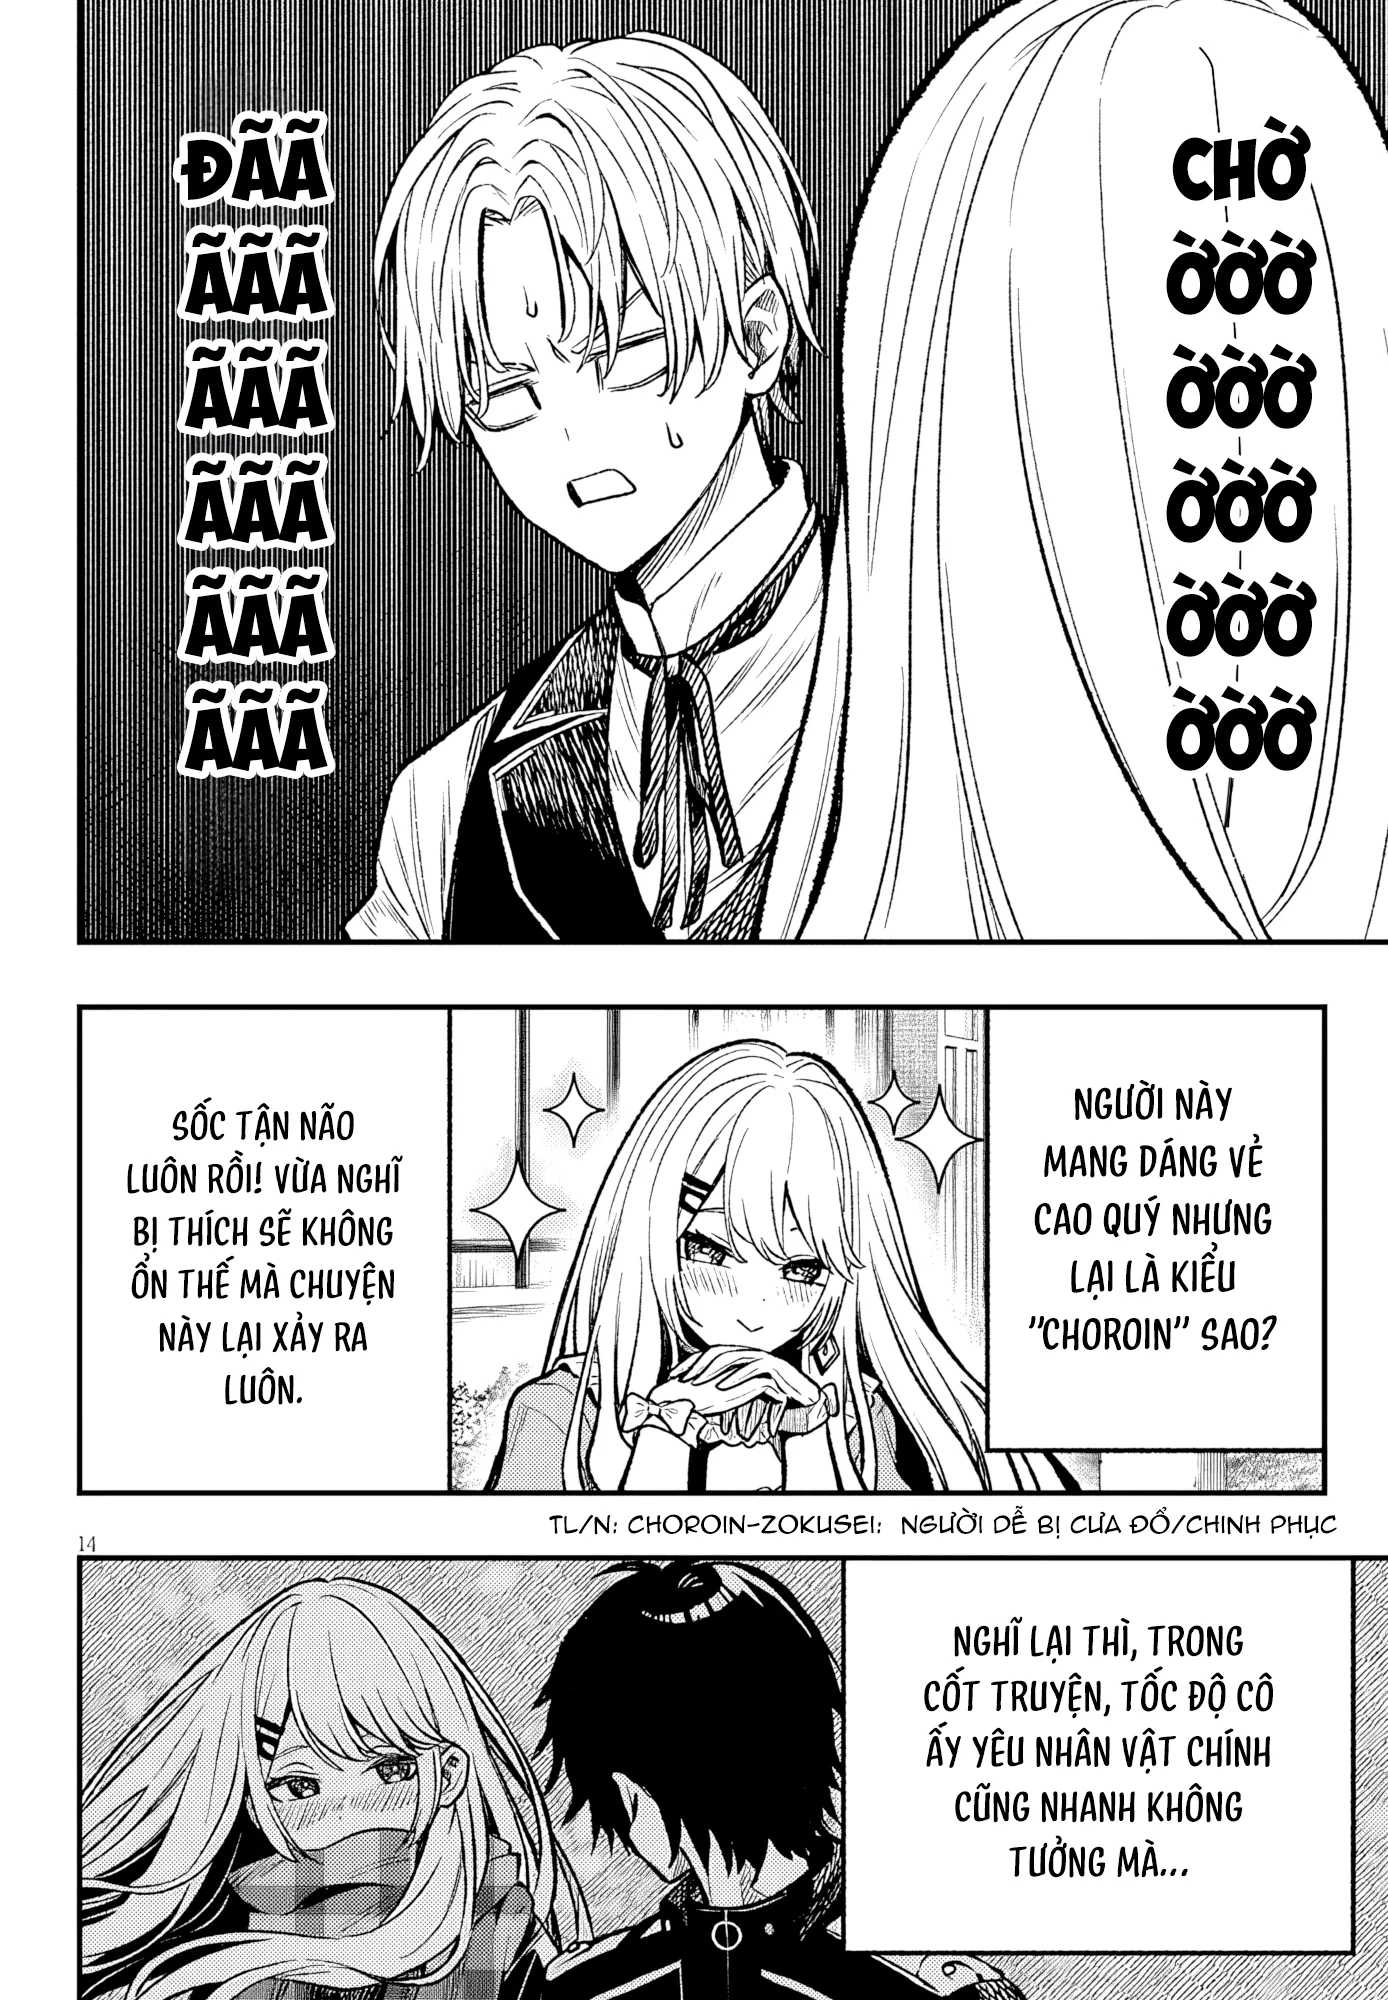 CHỜ
ỜỜỜ
ỜỜỜ
ỜỜỜ
ỜỜỜ
ỜỜỜ
ĐÃÃ
ÃÃÃ
ÃÃÃ
ÃÃÃ
ÃÃÃ
ÃÃÃ
NGƯỜI NÀY
MANG DÁNG VẺ
CAO QUÝ NHƯNG
LẠI LÀ KIỂU
"CHOROIN" SAO?
SỐC TẬN NÃO
LUÔN RỒI! VỪA NGHĨ
BỊ THÍCH SẼ KHÔNG
ỔN THẾ MÀ CHUYỆN
NÀY LẠI XẢY RA
LUÔN.
TL/N: CHOROIN-ZOKUSEI: NGƯỜI DỄ BỊ CƯA ĐỔ/CHINH PHỤC
14
NGHĨ LẠI THÌ, TRONG
CỐT TRUYỆN, TỐC ĐỘ CÔ
ẤY YÊU NHÂN VẬT CHÍNH
CŨNG NHANH KHÔNG
TƯỞNG MÀ...